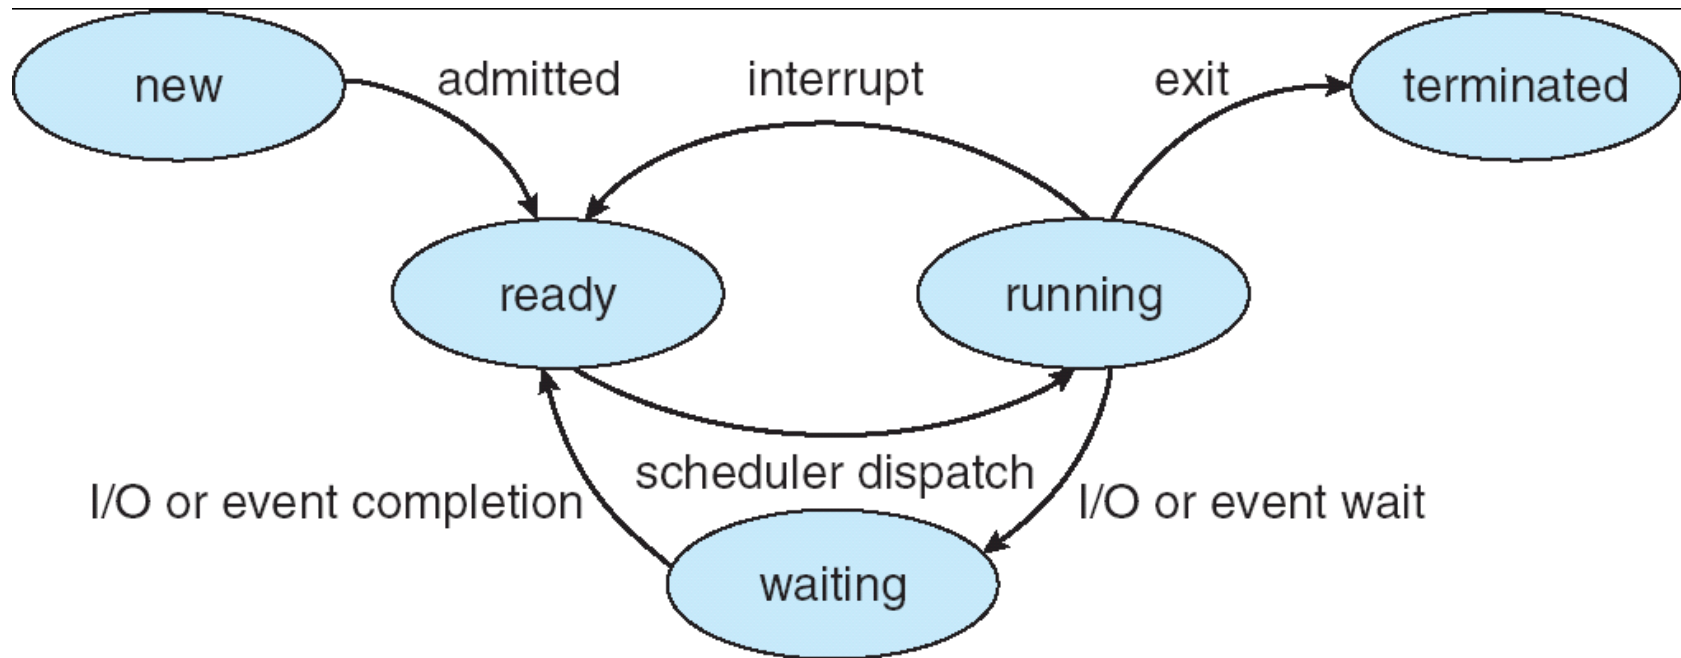 new
admitted
interrupt
exit
terminated
ready
running
scheduler dispatch
I/O or event completion
I/O or event wait
waiting